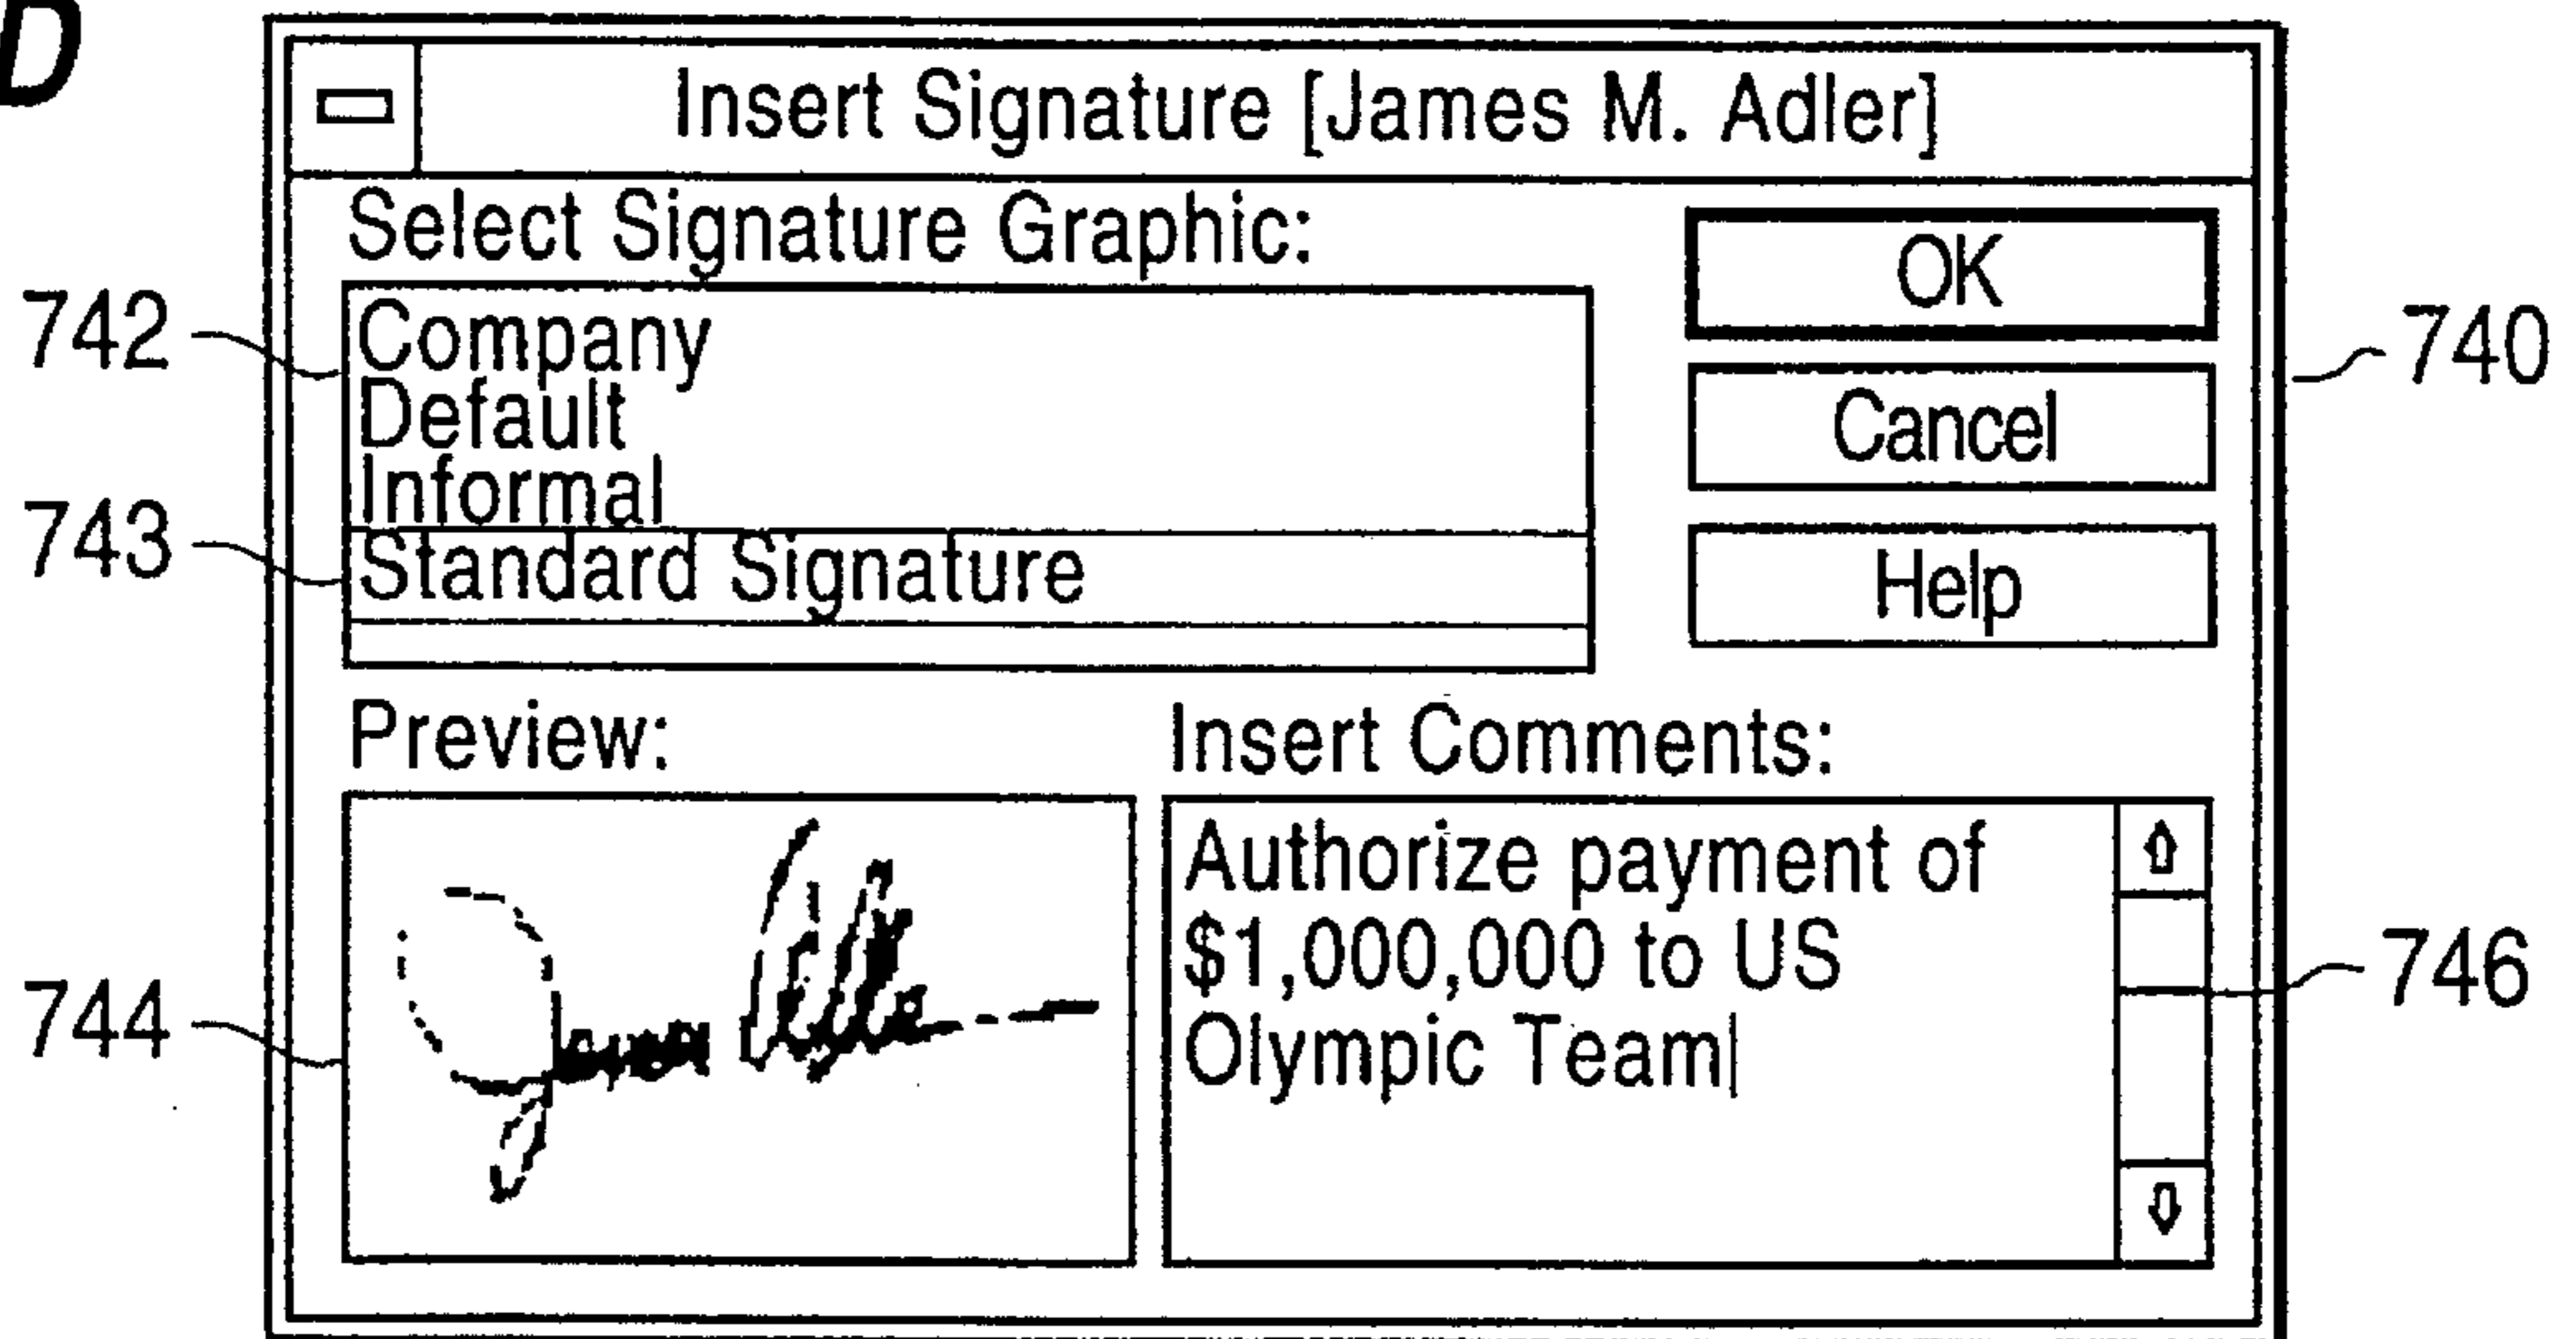 D
Insert Signature [James M. Adler]
Select Signature Graphic:
OK
742
Company
740
Default
Cancel
Informal
743
Standard Signature
Help
Preview:
Insert Comments:
Authorize payment of
$1,000,000 to US
746
744
Olympic Team